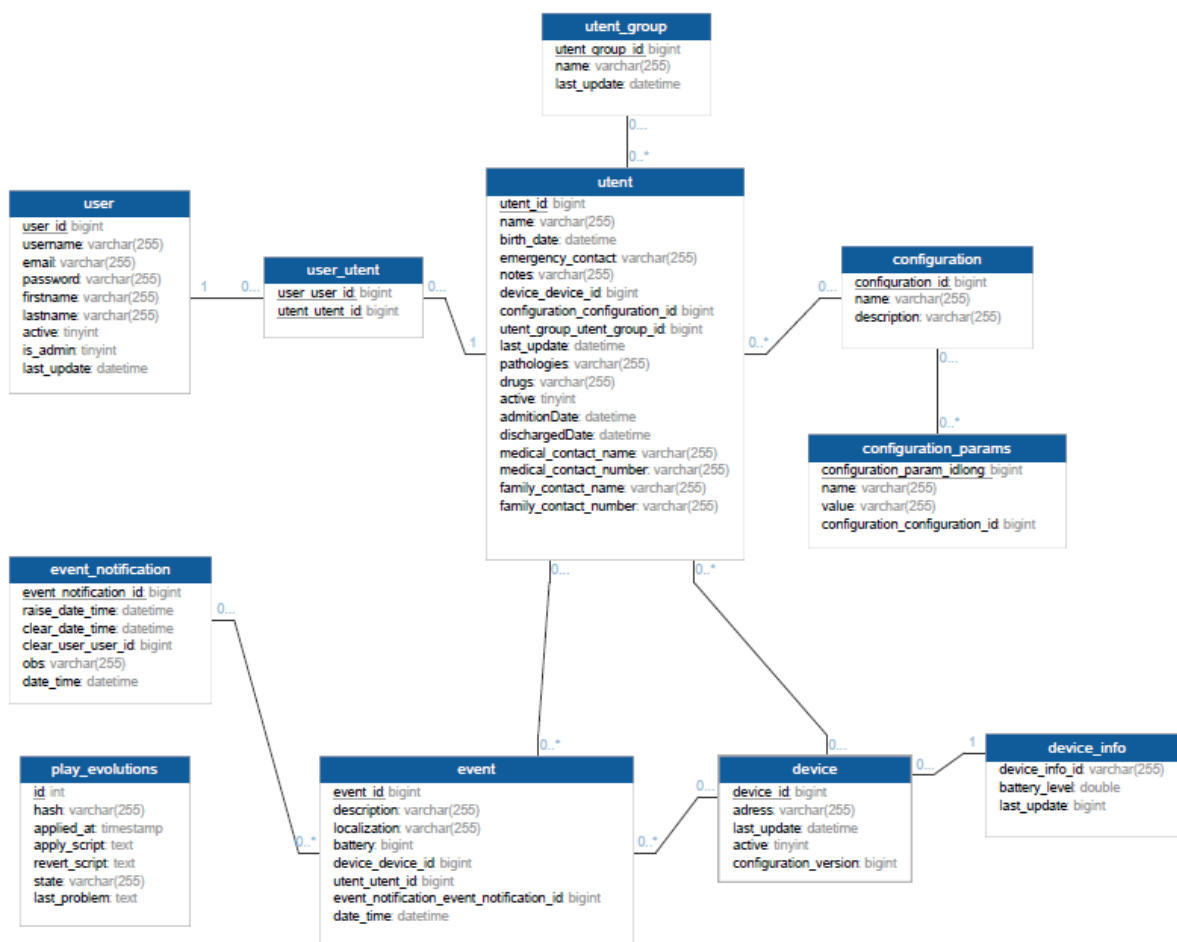 utent_group
utent_group_id: bigint
name: varchar(255)
last_update: datetime
0...
0..*
utent
utent_id: bigint
name: varchar(255)
birth_date: datetime
emergency_contact: varchar(255)
notes: varchar(255)
device_device_id: bigint
configuration_configuration_id: bigint
utent_group_utent_group_id: bigint
last_update: datetime
pathologies: varchar(255)
drugs: varchar(255)
active: tinyint
admitionDate: datetime
dischargedDate: datetime
medical_contact_name: varchar(255)
medical_contact_number: varchar(255)
family_contact_name: varchar(255)
family_contact_number: varchar(255)
user
user_id: bigint
username: varchar(255)
email: varchar(255)
password: varchar(255)
firstname: varchar(255)
lastname: varchar(255)
active: tinyint
is_admin: tinyint
last_update: datetime
1
0...
user_utent
user_user_id: bigint
utent_utent_id: bigint
0...
1
configuration
configuration_id: bigint
name: varchar(255)
description: varchar(255)
0...
0..*
0...
0..*
configuration_params
configuration_param_idlong: bigint
name: varchar(255)
value: varchar(255)
configuration_configuration_id: bigint
event_notification
event_notification_id: bigint
raise_date_time: datetime
clear_date_time: datetime
clear_user_user_id: bigint
obs: varchar(255)
date_time: datetime
0...
0..*
0...
0..*
0..*
0...
play_evolutions
id: int
hash: varchar(255)
applied_at: timestamp
apply_script: text
revert_script: text
state: varchar(255)
last_problem: text
event
event_id: bigint
description: varchar(255)
localization: varchar(255)
battery: bigint
device_device_id: bigint
utent_utent_id: bigint
event_notification_event_notification_id: bigint
date_time: datetime
0...
0..*
device
device_id: bigint
adress: varchar(255)
last_update: datetime
active: tinyint
configuration_version: bigint
0...
1
device_info
device_info_id: varchar(255)
battery_level: double
last_update: bigint